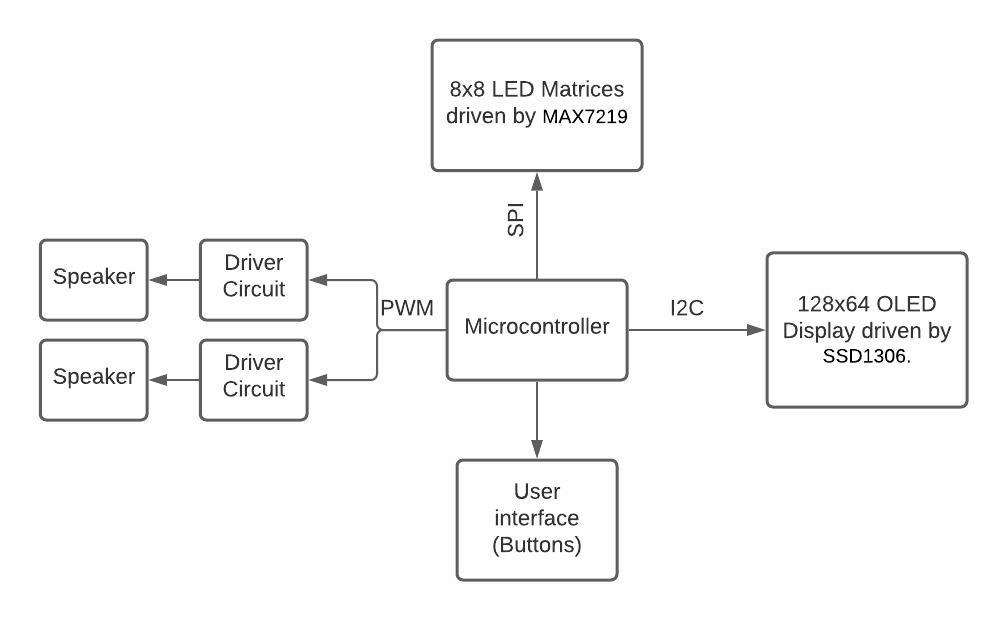 8x8 LED Matrices
driven by MAX7219
SPI
Speaker
Driver
Circuit
PWM
Microcontroller
I2C
128x64 OLED
Display driven by
SSD1306.
Speaker
Driver
Circuit
User
interface
(Buttons)